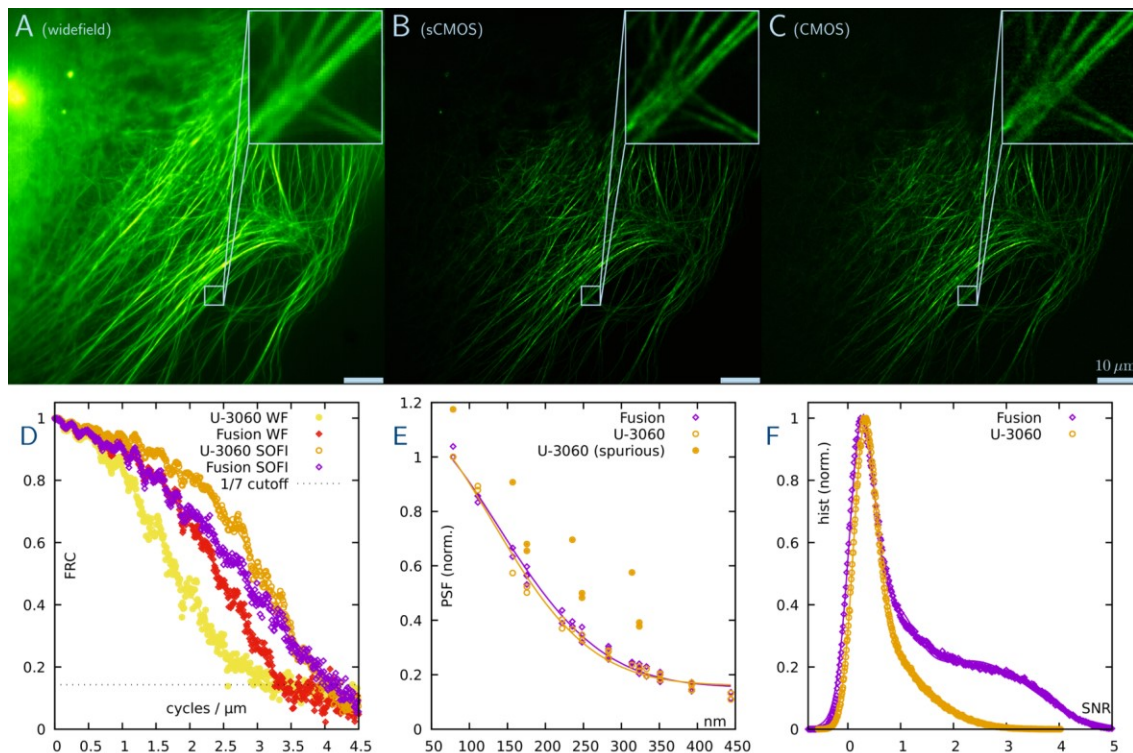 A (widefield)
B (sCMOS)
C (CMOS)
10 μm
D
U-3060 WF
Fusion WF
U-3060 SOFI
Fusion SOFI
1/7 cutoff
FRC
cycles / μm
1
0.8
0.6
0.4
0.2
0
0 0.5 1 1.5 2 2.5 3 3.5 4 4.5
E
Fusion
U-3060
U-3060 (spurious)
PSF (norm.)
nm
1.2
1
0.8
0.6
0.4
0.2
0
50 100 150 200 250 300 350 400 450
F
Fusion
U-3060
hist (norm.)
SNR
1
0.8
0.6
0.4
0.2
0
0 1 2 3 4 5